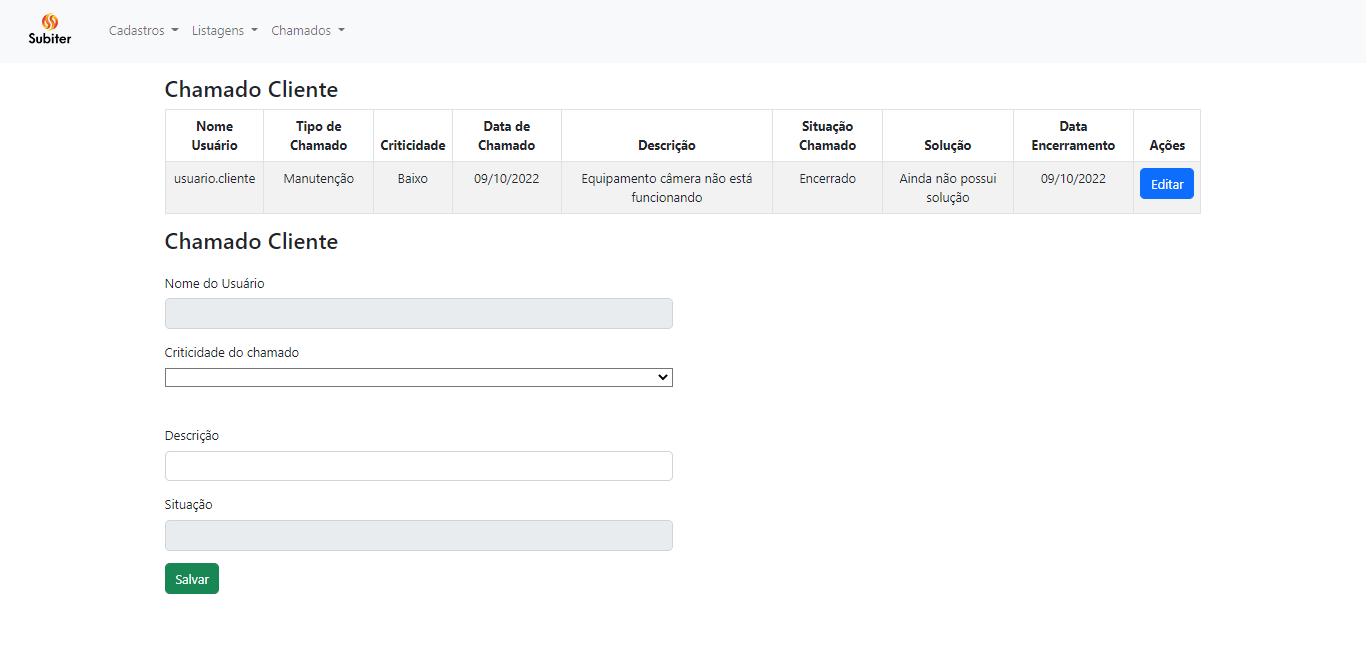 Subiter
Cadastros
Listagens
Chamados
Chamado Cliente
Nome Usuário
Tipo de Chamado
Criticidade
Data de Chamado
Descrição
Situação Chamado
Solução
Data Encerramento
Ações
usuario.cliente
Manutenção
Baixo
09/10/2022
Equipamento câmera não está
funcionando
Encerrado
Ainda não possui
solução
09/10/2022
Editar
Chamado Cliente
Nome do Usuário
Criticidade do chamado
Descrição
Situação
Salvar